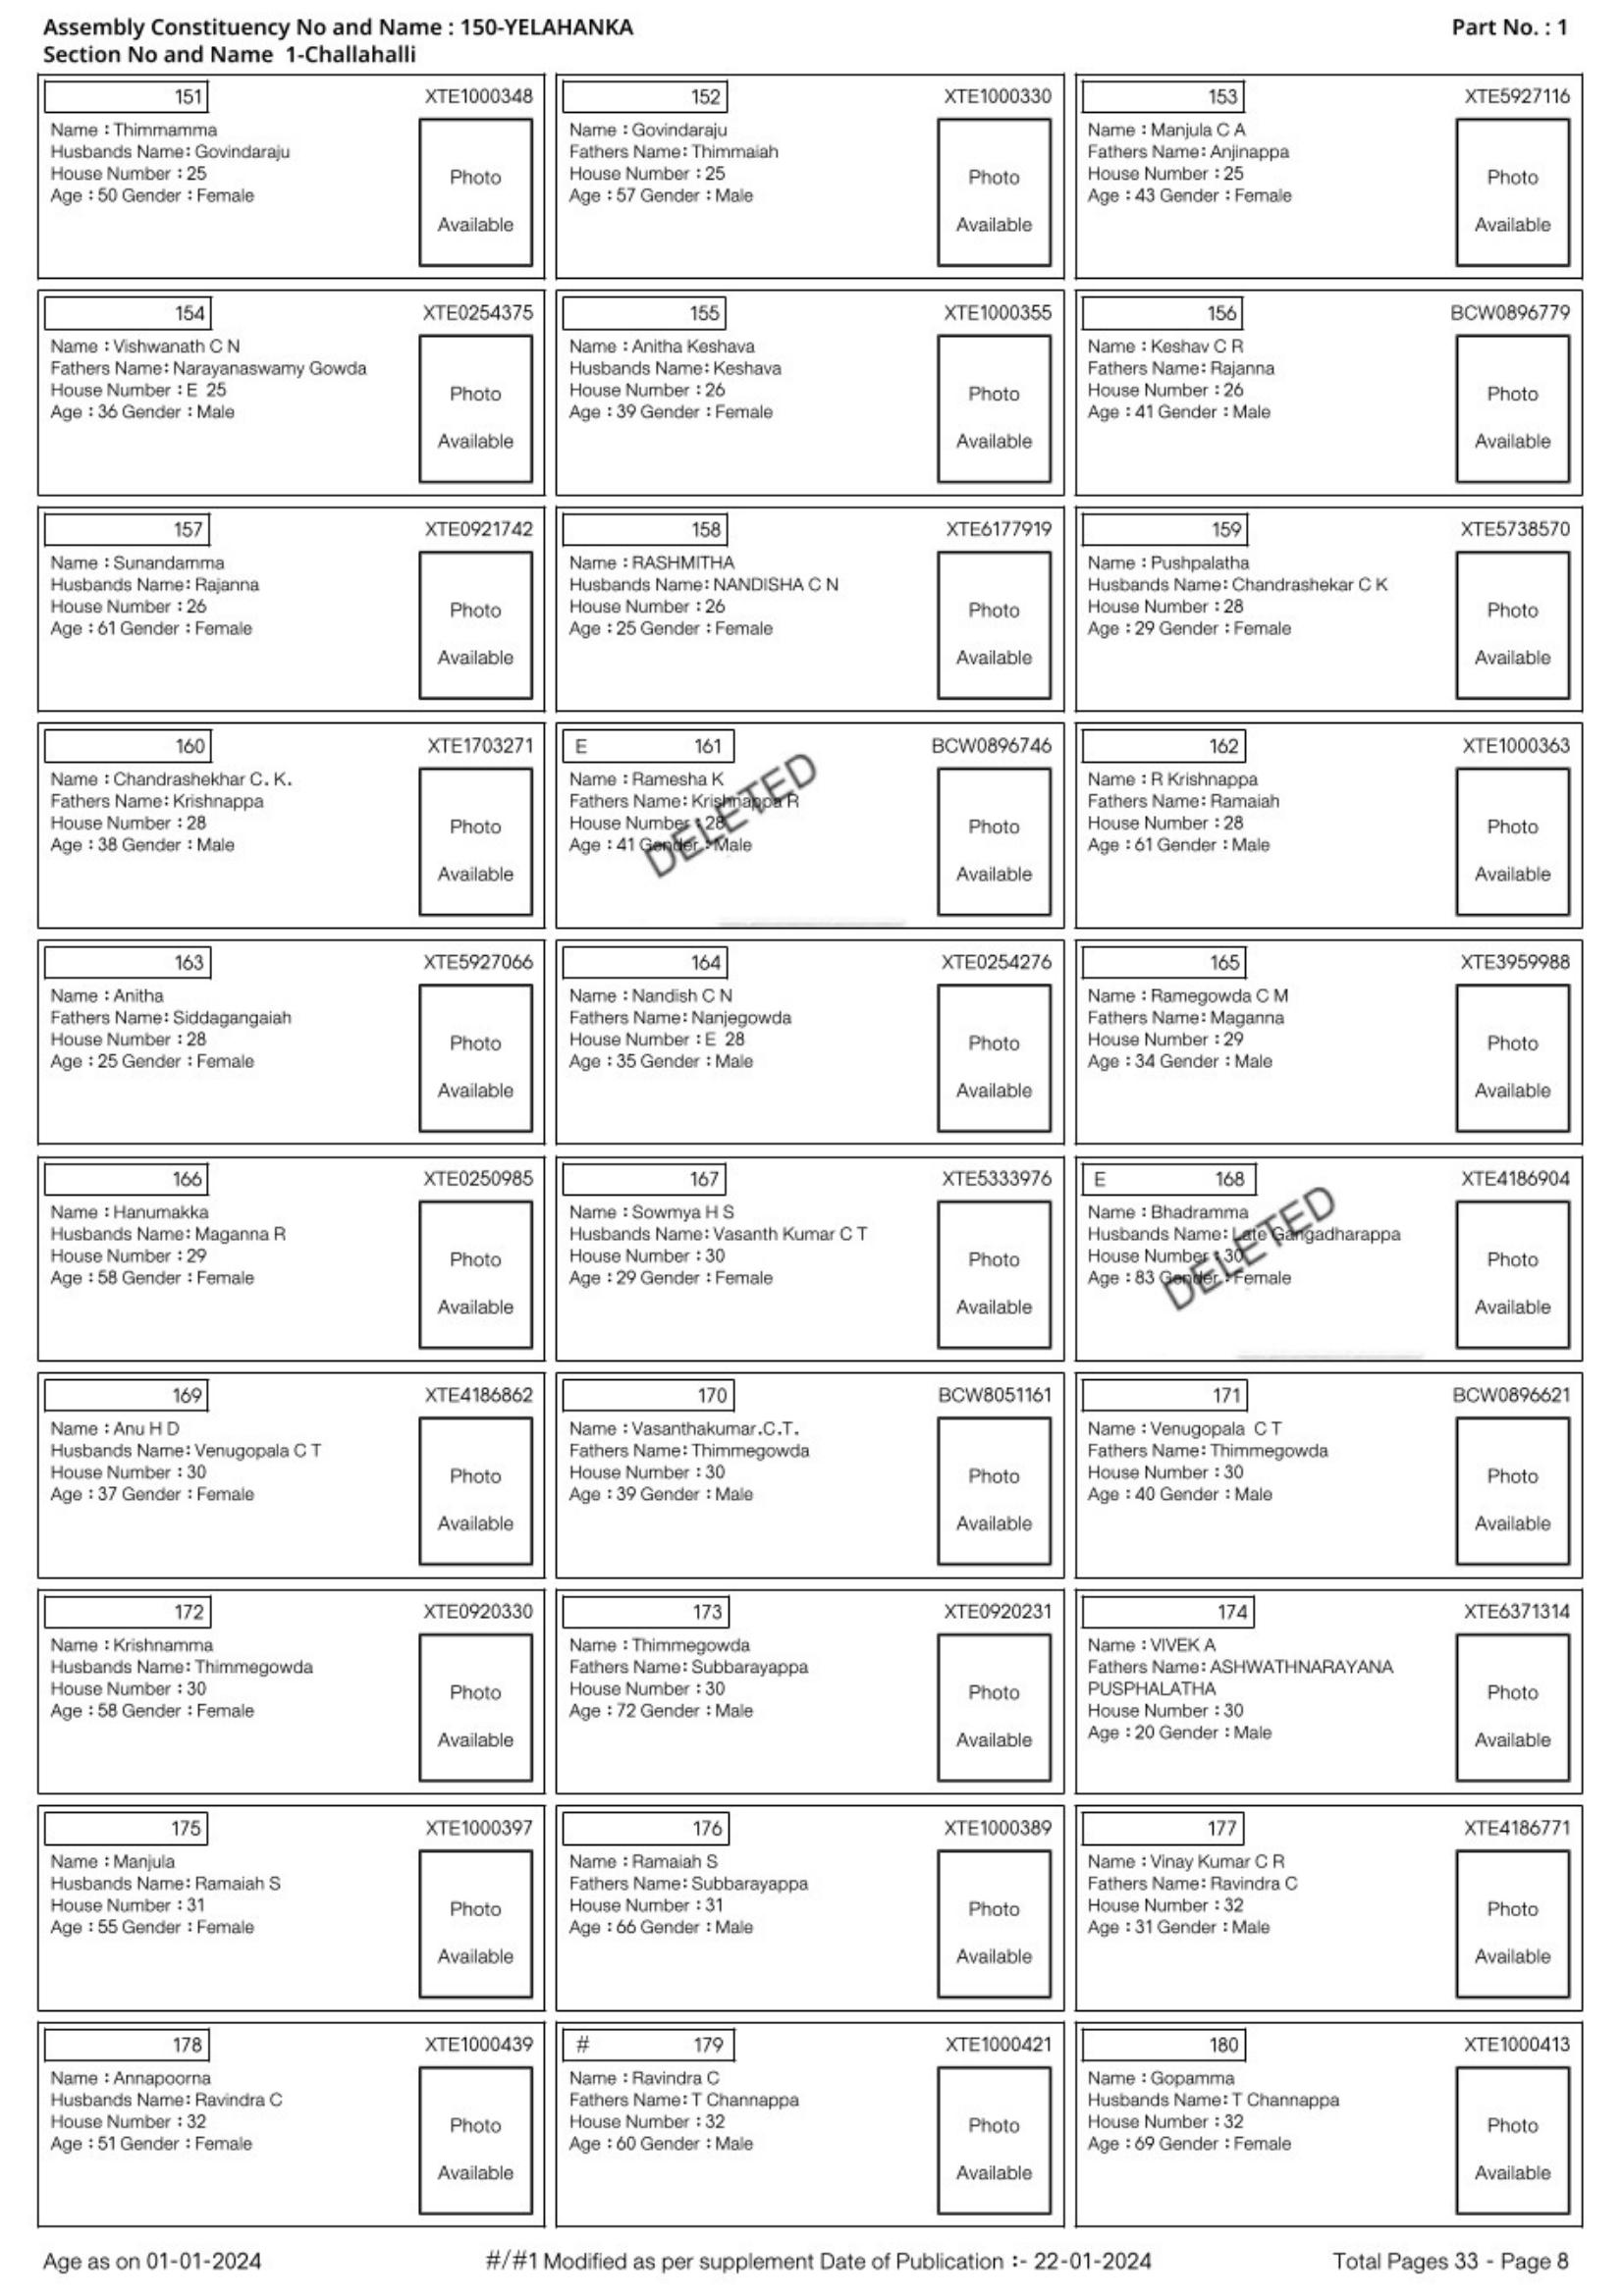 Assembly Constituency No and Name : 150-YELAHANKA
Part No. : 1
Section No and Name 1-Challahalli
151 XTE1000348
Name : Thimmamma
Husbands Name: Govindaraju
House Number : 25
Age : 50 Gender : Female
Photo
Available
152 XTE1000330
Name : Govindaraju
Fathers Name: Thimmaiah
House Number : 25
Age : 57 Gender : Male
Photo
Available
153 XTE5927116
Name : Manjula C A
Fathers Name: Anjinappa
House Number : 25
Age : 43 Gender : Female
Photo
Available
154 XTE0254375
Name : Vishwanath C N
Fathers Name: Narayanaswamy Gowda
House Number : E 25
Age : 36 Gender : Male
Photo
Available
155 XTE1000355
Name : Anitha Keshava
Husbands Name: Keshava
House Number : 26
Age : 39 Gender : Female
Photo
Available
156 BCW0896779
Name : Keshav C R
Fathers Name: Rajanna
House Number : 26
Age : 41 Gender : Male
Photo
Available
157 XTE0921742
Name : Sunandamma
Husbands Name: Rajanna
House Number : 26
Age : 61 Gender : Female
Photo
Available
158 XTE6177919
Name : RASHMITHA
Husbands Name: NANDISHA C N
House Number : 26
Age : 25 Gender : Female
Photo
Available
159 XTE5738570
Name : Pushpalatha
Husbands Name: Chandrashekar C K
House Number : 28
Age : 29 Gender : Female
Photo
Available
160 XTE1703271
Name : Chandrashekhar C. K.
Fathers Name: Krishnappa
House Number : 28
Age : 38 Gender : Male
Photo
Available
E 161 BCW0896746
Name : Ramesha K
Fathers Name: Krishnappa R
House Number : 28
Age : 41 Gender : Male
DELETED
Photo
Available
162 XTE1000363
Name : R Krishnappa
Fathers Name: Ramaiah
House Number : 28
Age : 61 Gender : Male
Photo
Available
163 XTE5927066
Name : Anitha
Fathers Name: Siddagangaiah
House Number : 28
Age : 25 Gender : Female
Photo
Available
164 XTE0254276
Name : Nandish C N
Fathers Name: Nanjegowda
House Number : E 28
Age : 35 Gender : Male
Photo
Available
165 XTE3959988
Name : Ramegowda C M
Fathers Name: Maganna
House Number : 29
Age : 34 Gender : Male
Photo
Available
166 XTE0250985
Name : Hanumakka
Husbands Name: Maganna R
House Number : 29
Age : 58 Gender : Female
Photo
Available
167 XTE5333976
Name : Sowmya H S
Husbands Name: Vasanth Kumar C T
House Number : 30
Age : 29 Gender : Female
Photo
Available
E 168 XTE4186904
Name : Bhadramma
Husbands Name: Late Gangadharappa
House Number : 30
Age : 83 Gender : Female
DELETED
Photo
Available
169 XTE4186862
Name : Anu H D
Husbands Name: Venugopala C T
House Number : 30
Age : 37 Gender : Female
Photo
Available
170 BCW8051161
Name : Vasanthakumar.C.T.
Fathers Name: Thimmegowda
House Number : 30
Age : 39 Gender : Male
Photo
Available
171 BCW0896621
Name : Venugopala C T
Fathers Name: Thimmegowda
House Number : 30
Age : 40 Gender : Male
Photo
Available
172 XTE0920330
Name : Krishnamma
Husbands Name: Thimmegowda
House Number : 30
Age : 58 Gender : Female
Photo
Available
173 XTE0920231
Name : Thimmegowda
Fathers Name: Subbarayappa
House Number : 30
Age : 72 Gender : Male
Photo
Available
174 XTE6371314
Name : VIVEK A
Fathers Name: ASHWATHNARAYANA
PUSPHALATHA
House Number : 30
Age : 20 Gender : Male
Photo
Available
175 XTE1000397
Name : Manjula
Husbands Name: Ramaiah S
House Number : 31
Age : 55 Gender : Female
Photo
Available
176 XTE1000389
Name : Ramaiah S
Fathers Name: Subbarayappa
House Number : 31
Age : 66 Gender : Male
Photo
Available
177 XTE4186771
Name : Vinay Kumar C R
Fathers Name: Ravindra C
House Number : 32
Age : 31 Gender : Male
Photo
Available
178 XTE1000439
Name : Annapoorna
Husbands Name: Ravindra C
House Number : 32
Age : 51 Gender : Female
Photo
Available
# 179 XTE1000421
Name : Ravindra C
Fathers Name: T Channappa
House Number : 32
Age : 60 Gender : Male
Photo
Available
180 XTE1000413
Name : Gopamma
Husbands Name: T Channappa
House Number : 32
Age : 69 Gender : Female
Photo
Available
Age as on 01-01-2024
#/#1 Modified as per supplement Date of Publication :- 22-01-2024
Total Pages 33 - Page 8